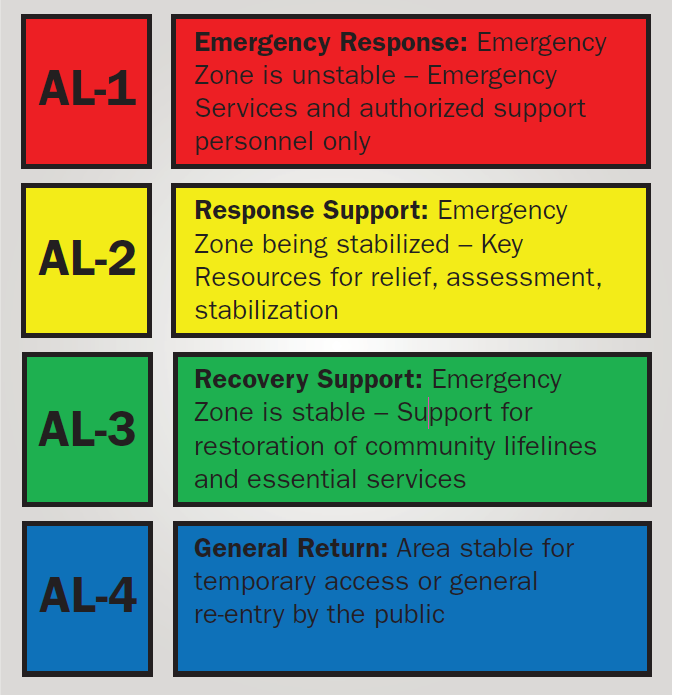 AL-1
Emergency Response: Emergency
Zone is unstable – Emergency
Services and authorized support
personnel only
AL-2
Response Support: Emergency
Zone being stabilized – Key
Resources for relief, assessment,
stabilization
AL-3
Recovery Support: Emergency
Zone is stable – Support for
restoration of community lifelines
and essential services
AL-4
General Return: Area stable for
temporary access or general
re-entry by the public